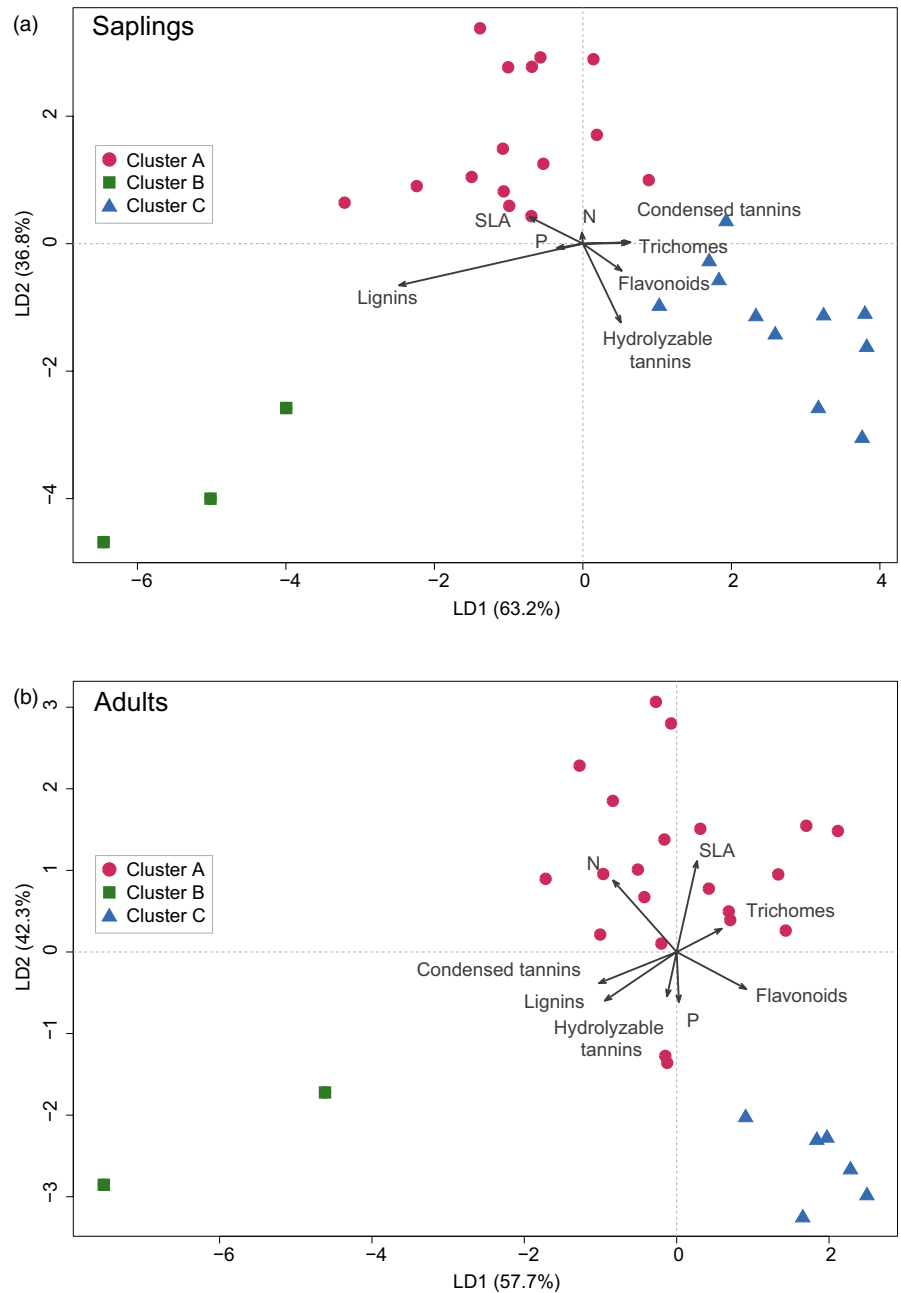 (a)
Saplings
LD2 (36.8%)
2
0
−2
−4
Cluster A
Cluster B
Cluster C
SLA
N
P
Condensed tannins
Trichomes
Flavonoids
Lignins
Hydrolyzable
tannins
−6
−4
−2
0
2
4
LD1 (63.2%)
(b)
Adults
LD2 (42.3%)
3
2
1
0
−1
−2
−3
Cluster A
Cluster B
Cluster C
N
SLA
Trichomes
Condensed tannins
Lignins
Flavonoids
Hydrolyzable
tannins
P
−6
−4
−2
0
2
LD1 (57.7%)